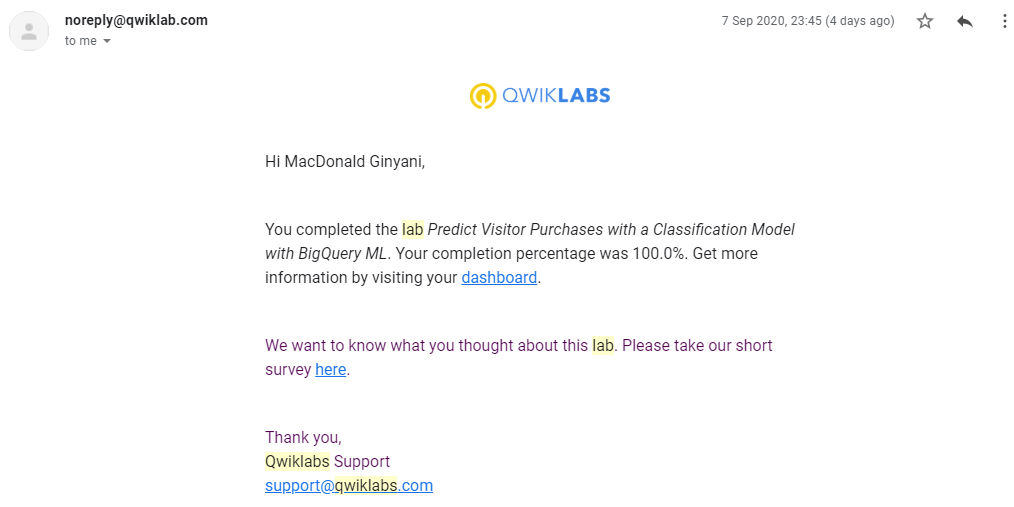 noreply@qwiklab.com
7 Sep 2020, 23:45 (4 days ago)
to me
QWIKLABS
Hi MacDonald Ginyani,
You completed the lab Predict Visitor Purchases with a Classification Model
with BigQuery ML. Your completion percentage was 100.0%. Get more
information by visiting your dashboard.
We want to know what you thought about this lab. Please take our short
survey here.
Thank you,
Qwiklabs Support
support@qwiklabs.com